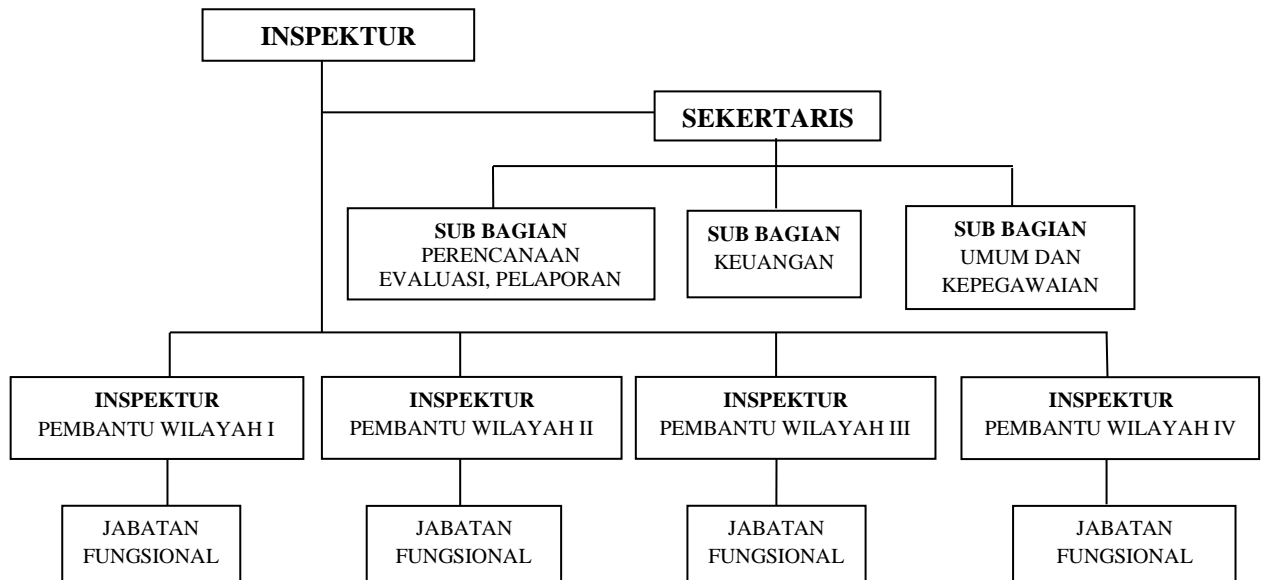 INSPEKTUR
SEKERTARIS
SUB BAGIAN
PERENCANAAN
EVALUASI, PELAPORAN
SUB BAGIAN
KEUANGAN
SUB BAGIAN
UMUM DAN
KEPEGAWAIAN
INSPEKTUR
PEMBANTU WILAYAH I
INSPEKTUR
PEMBANTU WILAYAH II
INSPEKTUR
PEMBANTU WILAYAH III
INSPEKTUR
PEMBANTU WILAYAH IV
JABATAN
FUNGSIONAL
JABATAN
FUNGSIONAL
JABATAN
FUNGSIONAL
JABATAN
FUNGSIONAL